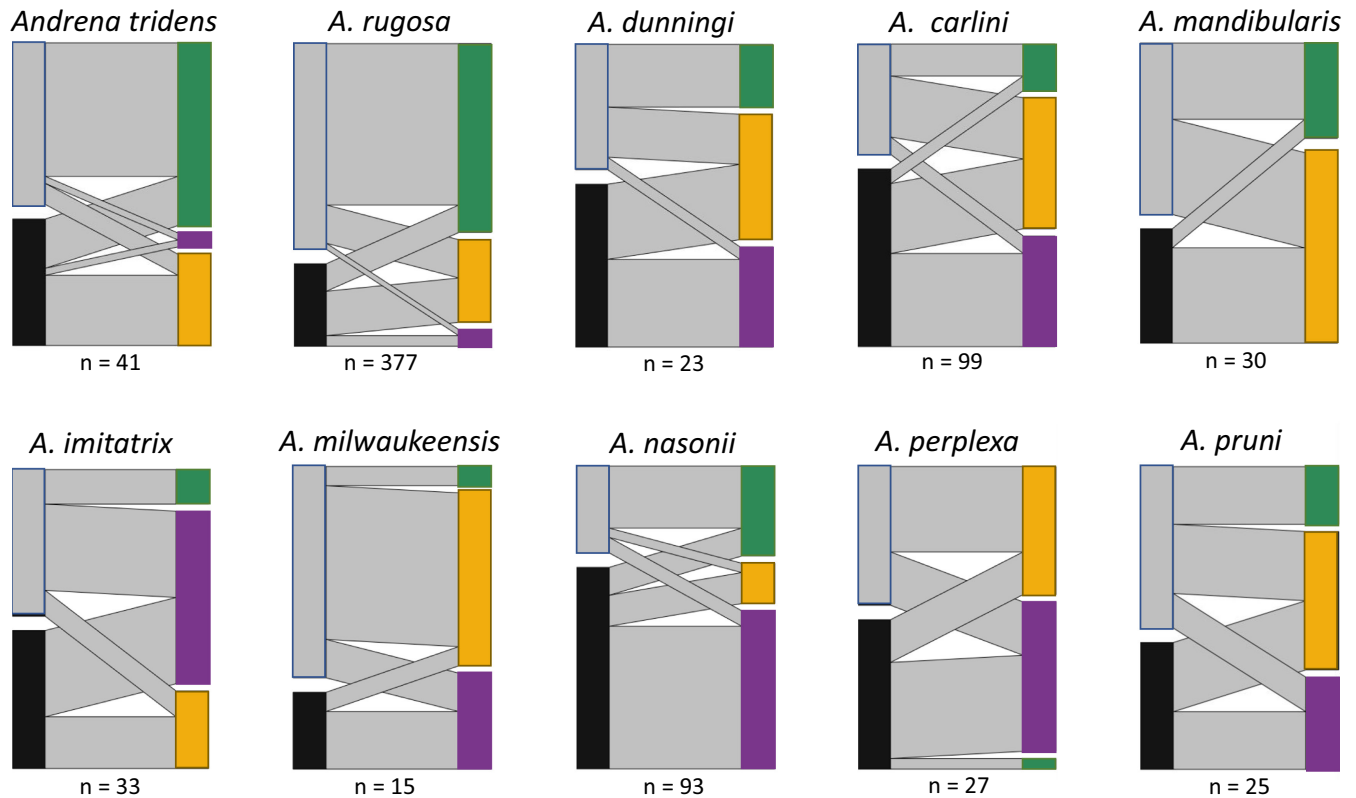 Andrena tridens
A. rugosa
A. dunningi
A. carlini
A. mandibularis
n = 41
n = 377
n = 23
n = 99
n = 30
A. imitatrix
A. milwaukeensis
A. nasonii
A. perplexa
A. pruni
n = 33
n = 15
n = 93
n = 27
n = 25